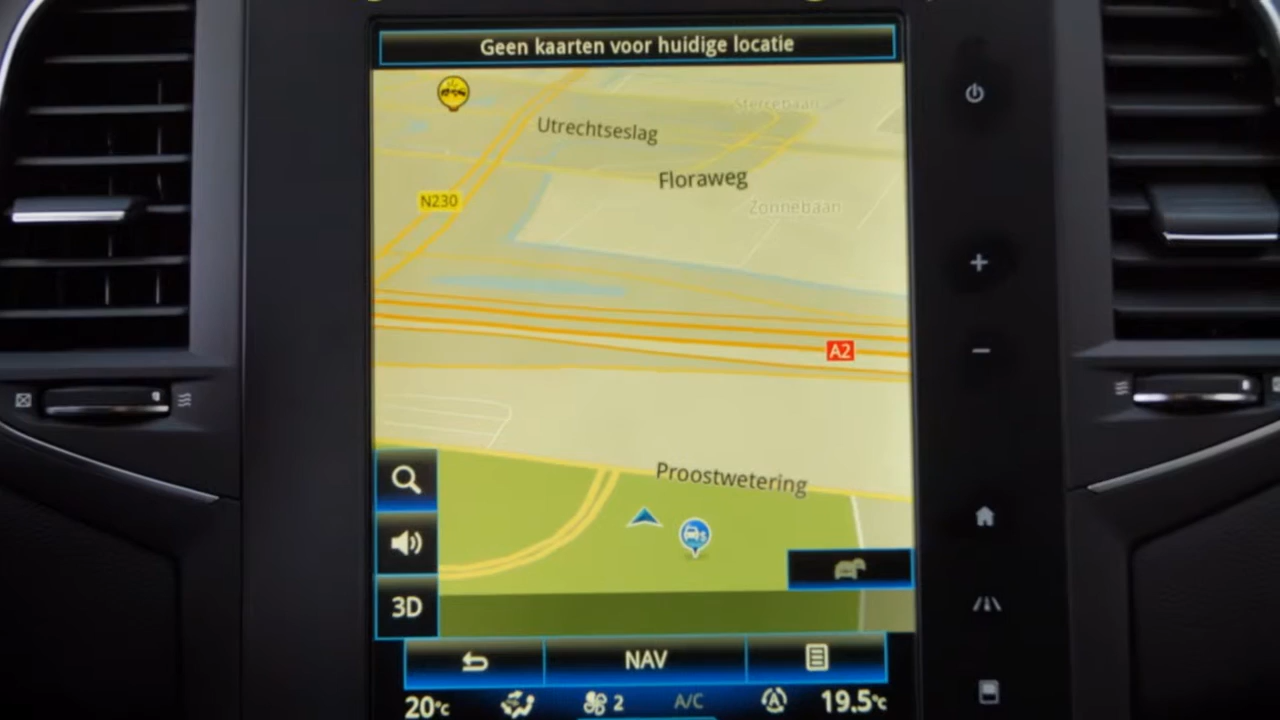 Geen kaarten voor huidige locatie
Sterrebaan
Utrechtseslag
Floraweg
N230
Zonnebaan
A2
Proostwetering
3D
NAV
20°C
2
A/C
19.5°C